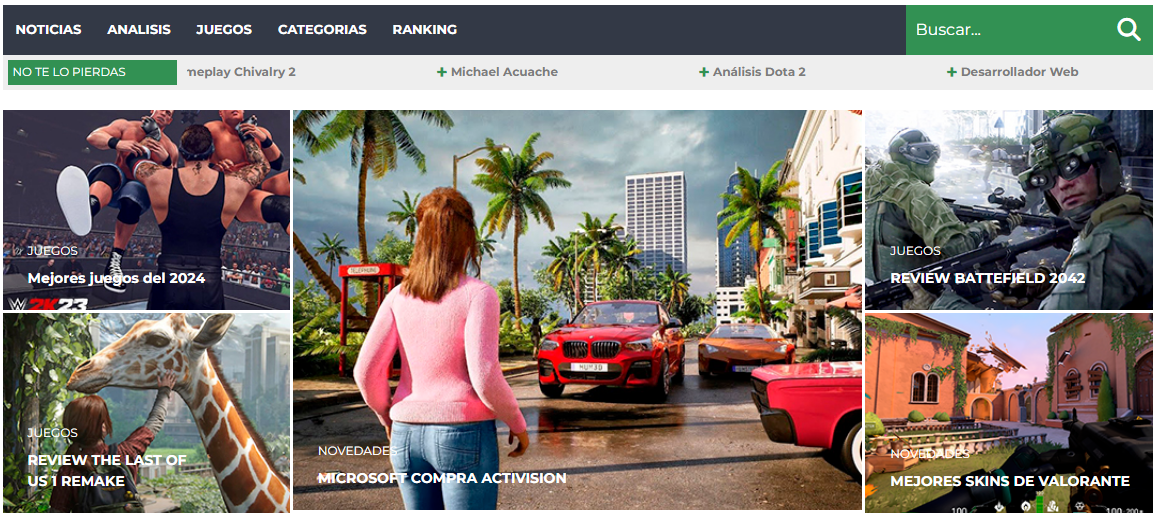 NOTICIAS ANALISIS JUEGOS CATEGORIAS RANKING Buscar...
NO TE LO PIERDAS meplay Chivalry 2 + Michael Acuache + Análisis Dota 2 + Desarrollador Web
JUEGOS
Mejores juegos del 2024
W 2K23
TELEPHONE
NOVEDADES
MICROSOFT COMPRA ACTIVISION
JUEGOS
REVIEW BATTEFIELD 2042
JUEGOS
REVIEW THE LAST OF
US 1 REMAKE
NOVEDADES
MEJORES SKINS DE VALORANTE
100
100